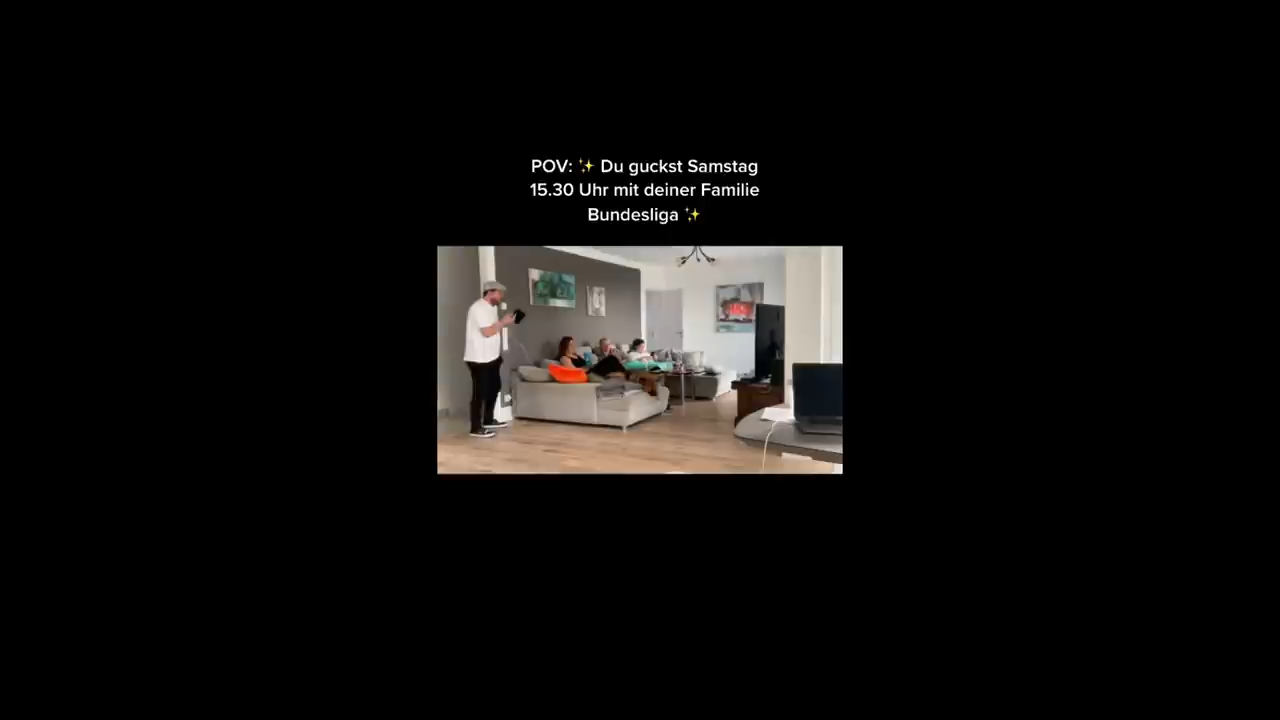 POV: ✨ Du guckst Samstag
15.30 Uhr mit deiner Familie
Bundesliga ✨